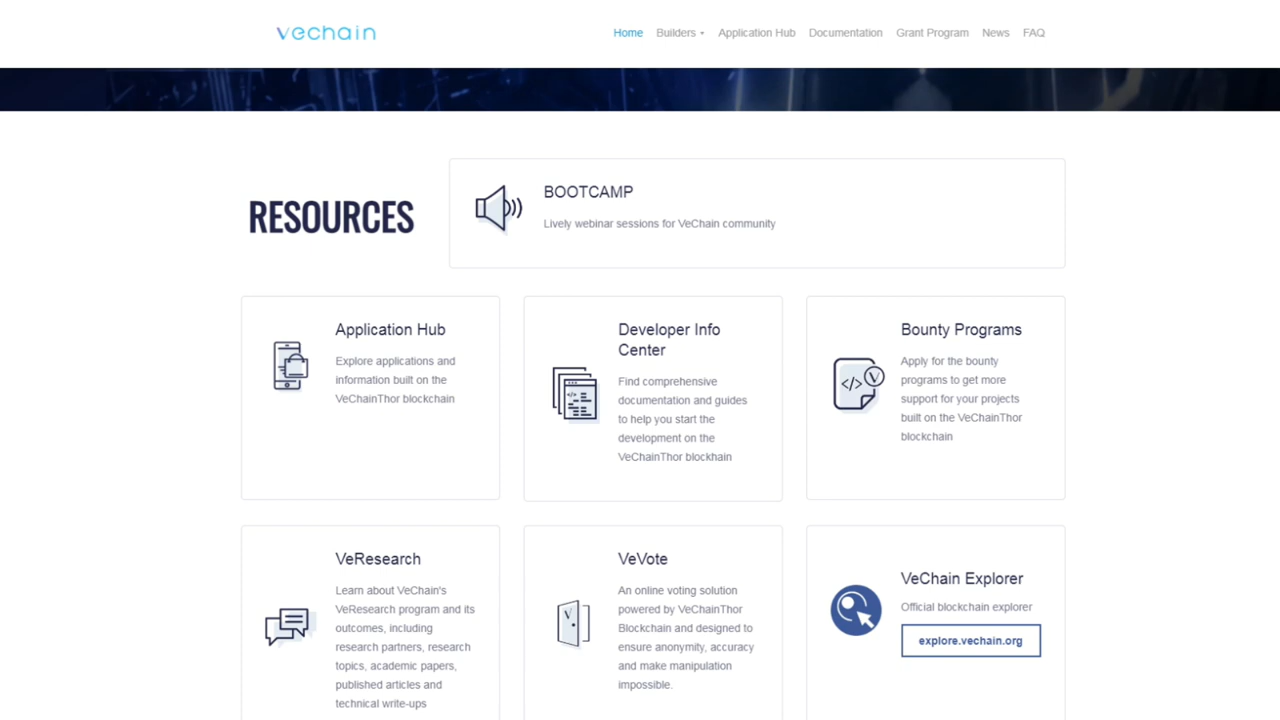 vechain
Home Builders Application Hub Documentation Grant Program News FAQ
RESOURCES
BOOTCAMP
Lively webinar sessions for VeChain community
Application Hub
Explore applications and
information built on the
VeChainThor blockchain
Developer Info
Center
Find comprehensive
documentation and guides
to help you start the
development on the
VeChainThor blockhain
Bounty Programs
Apply for the bounty
programs to get more
support for your projects
built on the VeChainThor
blockchain
VeResearch
Learn about VeChain's
VeResearch program and its
outcomes, including
research partners, research
topics, academic papers,
published articles and
technical write-ups
VeVote
An online voting solution
powered by VeChainThor
Blockchain and designed to
ensure anonymity, accuracy
and make manipulation
impossible.
VeChain Explorer
Official blockchain explorer
explore.vechain.org